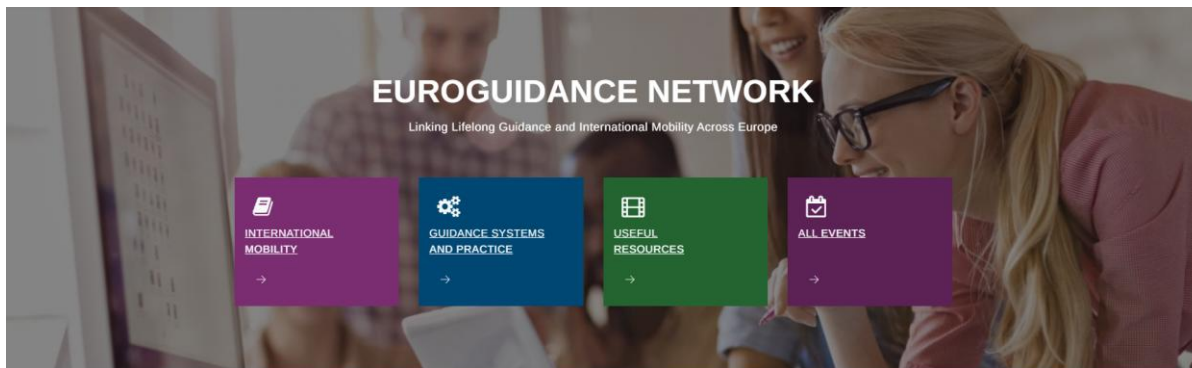 EUROGUIDANCE NETWORK
Linking Lifelong Guidance and International Mobility Across Europe
INTERNATIONAL
MOBILITY
GUIDANCE SYSTEMS
AND PRACTICE
USEFUL
RESOURCES
ALL EVENTS